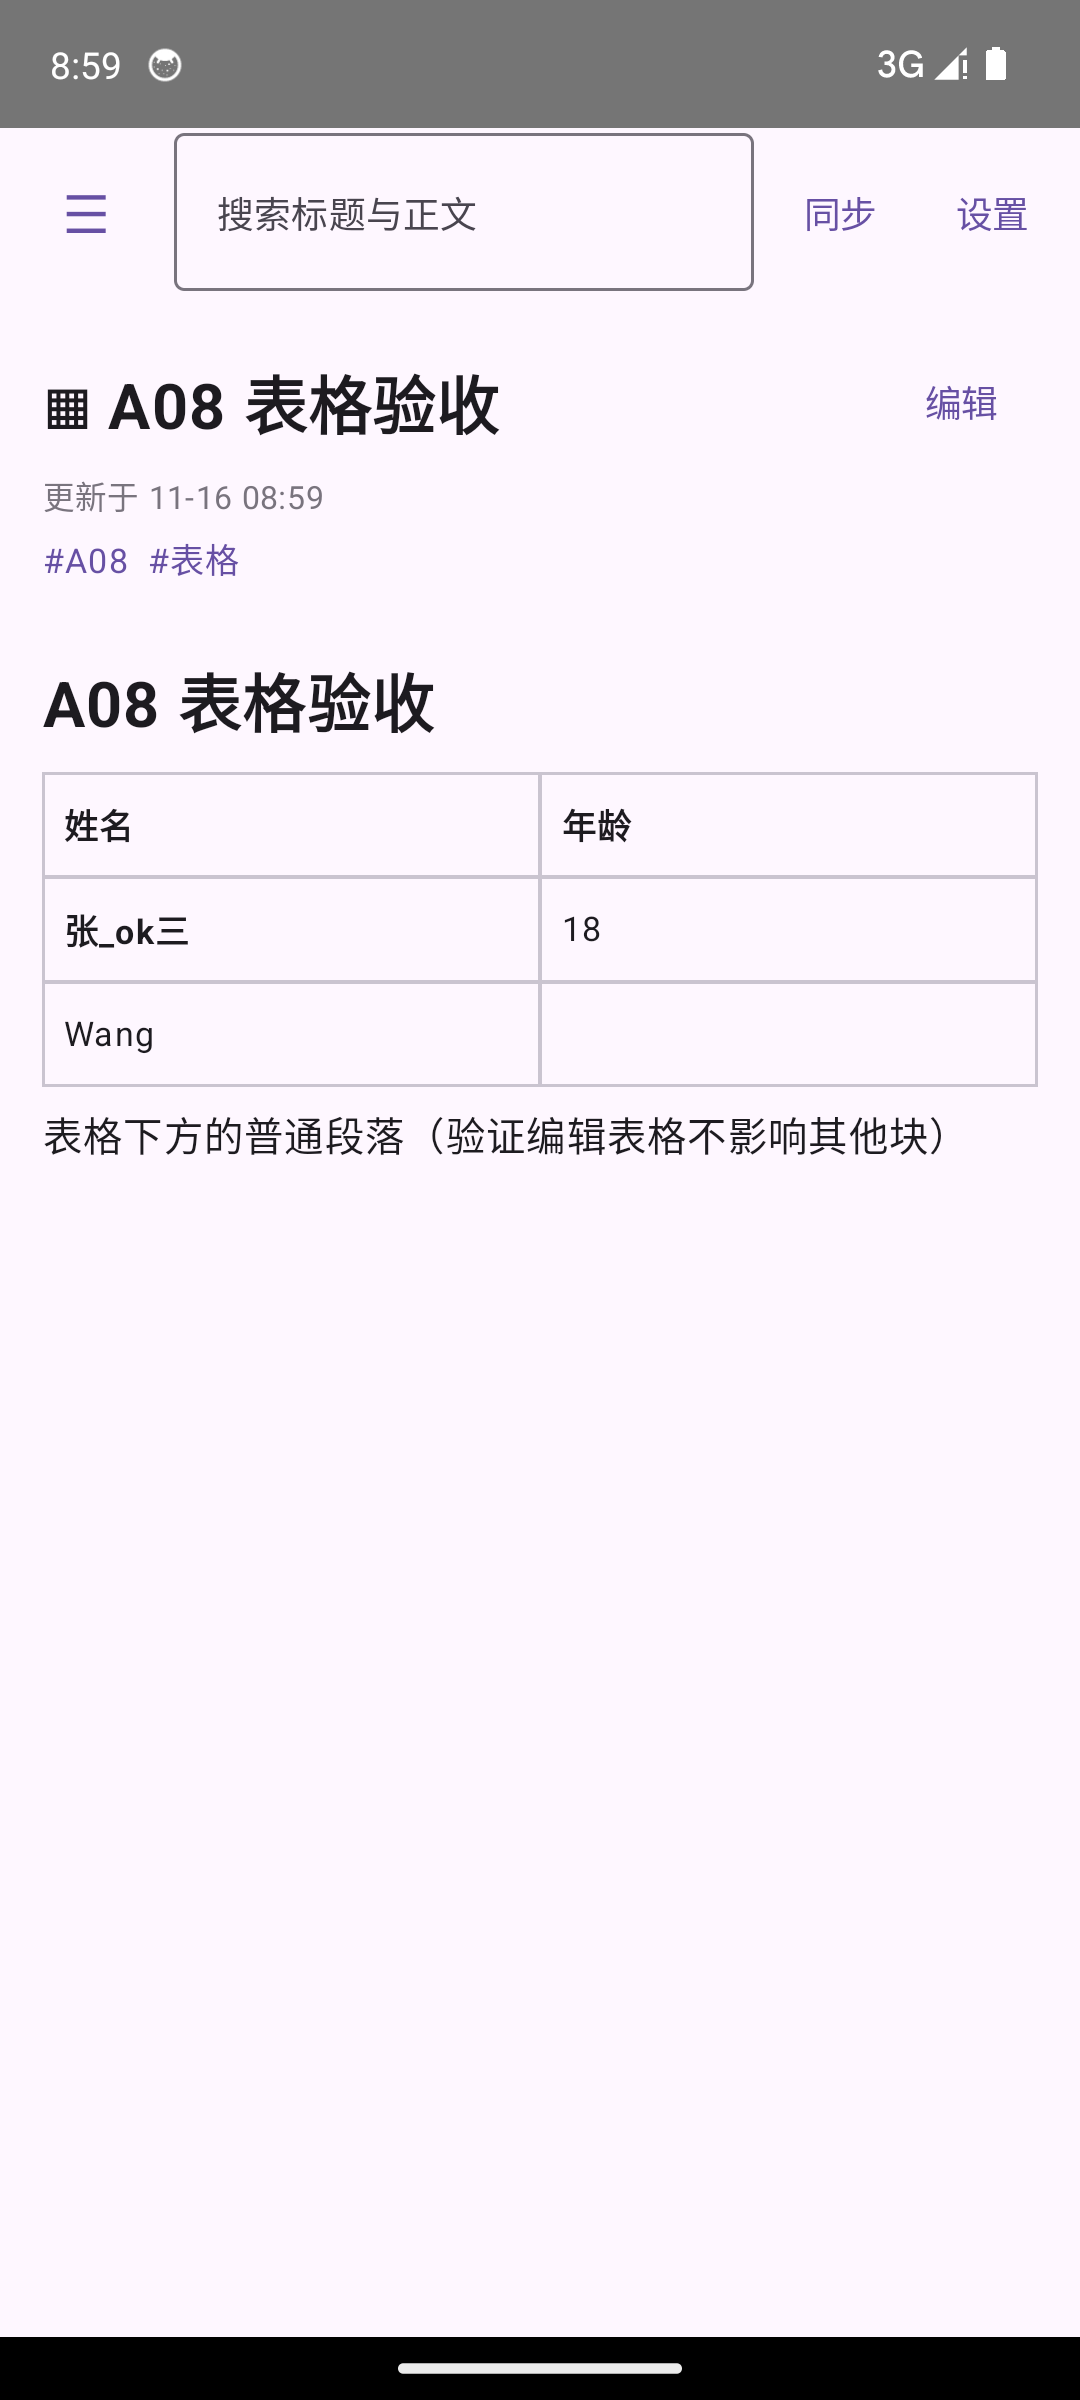 8:59
3G
搜索标题与正文
同步
设置
▦ A08 表格验收
编辑
更新于 11-16 08:59
#A08 #表格
A08 表格验收
姓名 年龄
张_ok三 18
Wang
表格下方的普通段落（验证编辑表格不影响其他块）